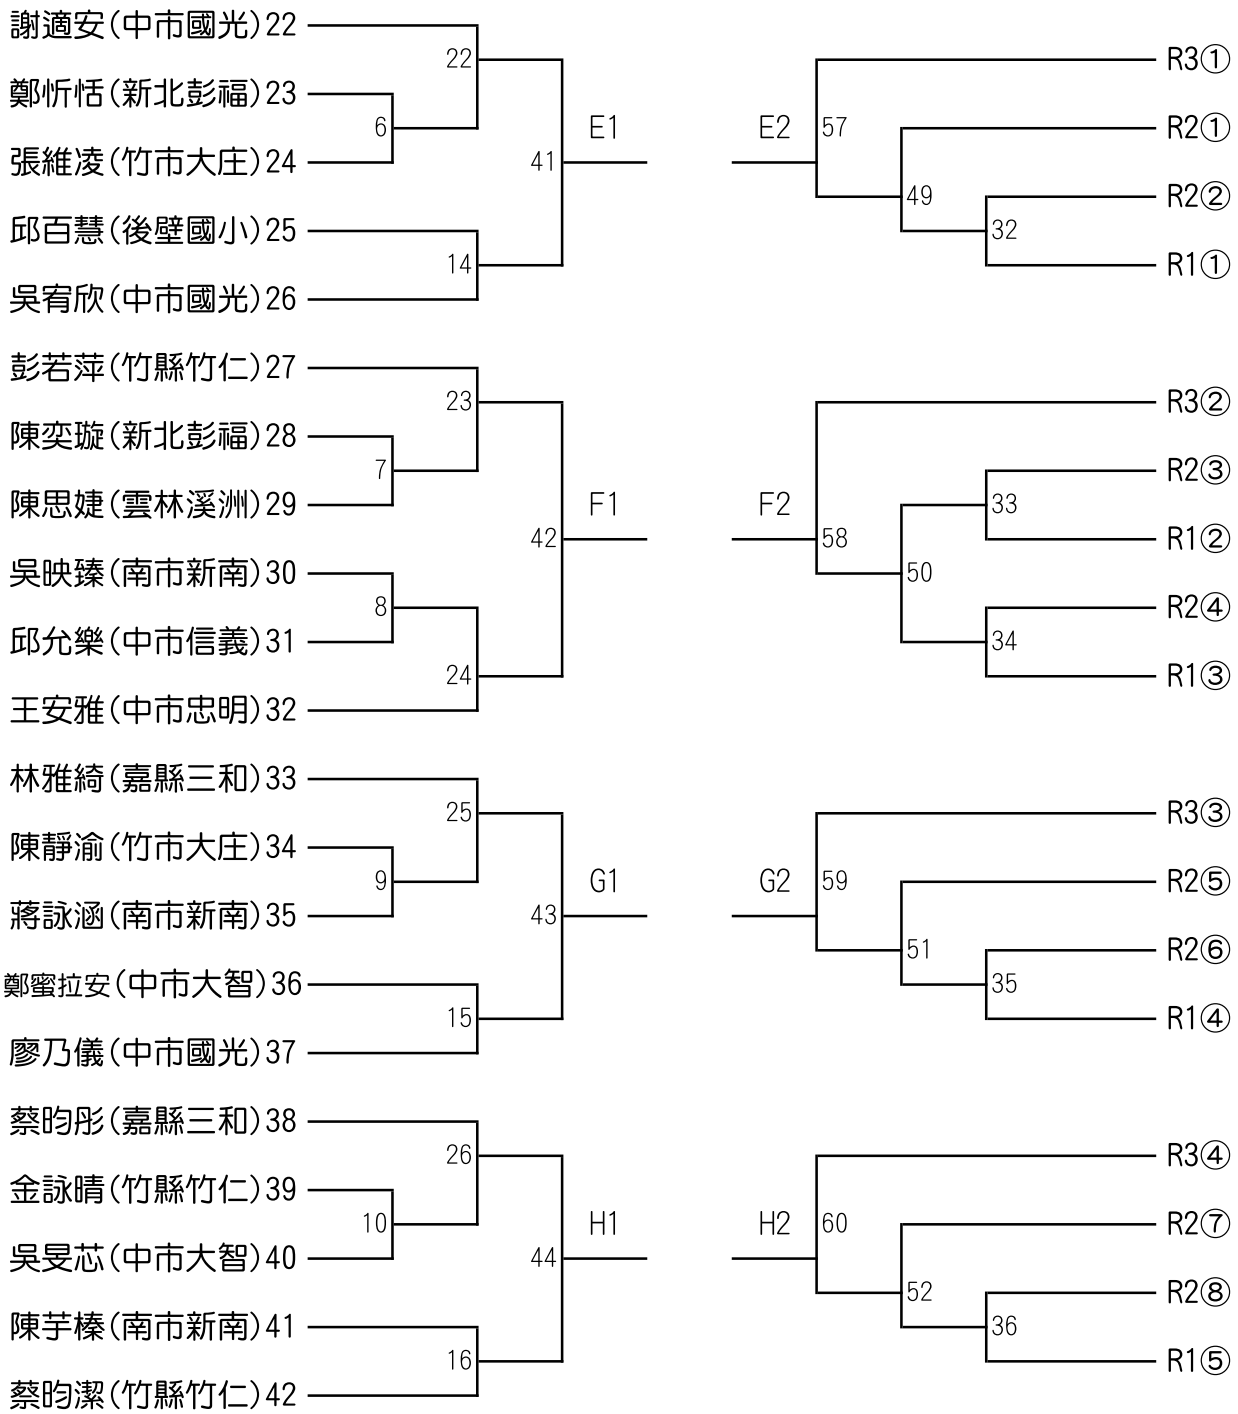 謝適安(中市國光)22
22
R3①
鄭忻恬(新北彭福)23
6
E1
E2
57
R2①
張維凌(竹市大庄)24
41
49
R2②
邱百慧(後壁國小)25
32
14
R1①
吳宥欣(中市國光)26
彭若萍(竹縣竹仁)27
23
R3②
陳奕璇(新北彭福)28
7
R2③
陳思婕(雲林溪洲)29
F1
F2
33
42
58
R1②
吳映臻(南市新南)30
50
8
R2④
邱允樂(中市信義)31
34
24
R1③
王安雅(中市忠明)32
林雅綺(嘉縣三和)33
25
R3③
陳靜渝(竹市大庄)34
9
G1
G2
59
R2⑤
蔣詠涵(南市新南)35
43
51
R2⑥
鄭蜜拉安(中市大智)36
35
15
R1④
廖乃儀(中市國光)37
蔡昀彤(嘉縣三和)38
26
R3④
金詠晴(竹縣竹仁)39
10
H1
H2
60
R2⑦
吳旻芯(中市大智)40
44
52
R2⑧
陳芋榛(南市新南)41
36
16
R1⑤
蔡昀潔(竹縣竹仁)42